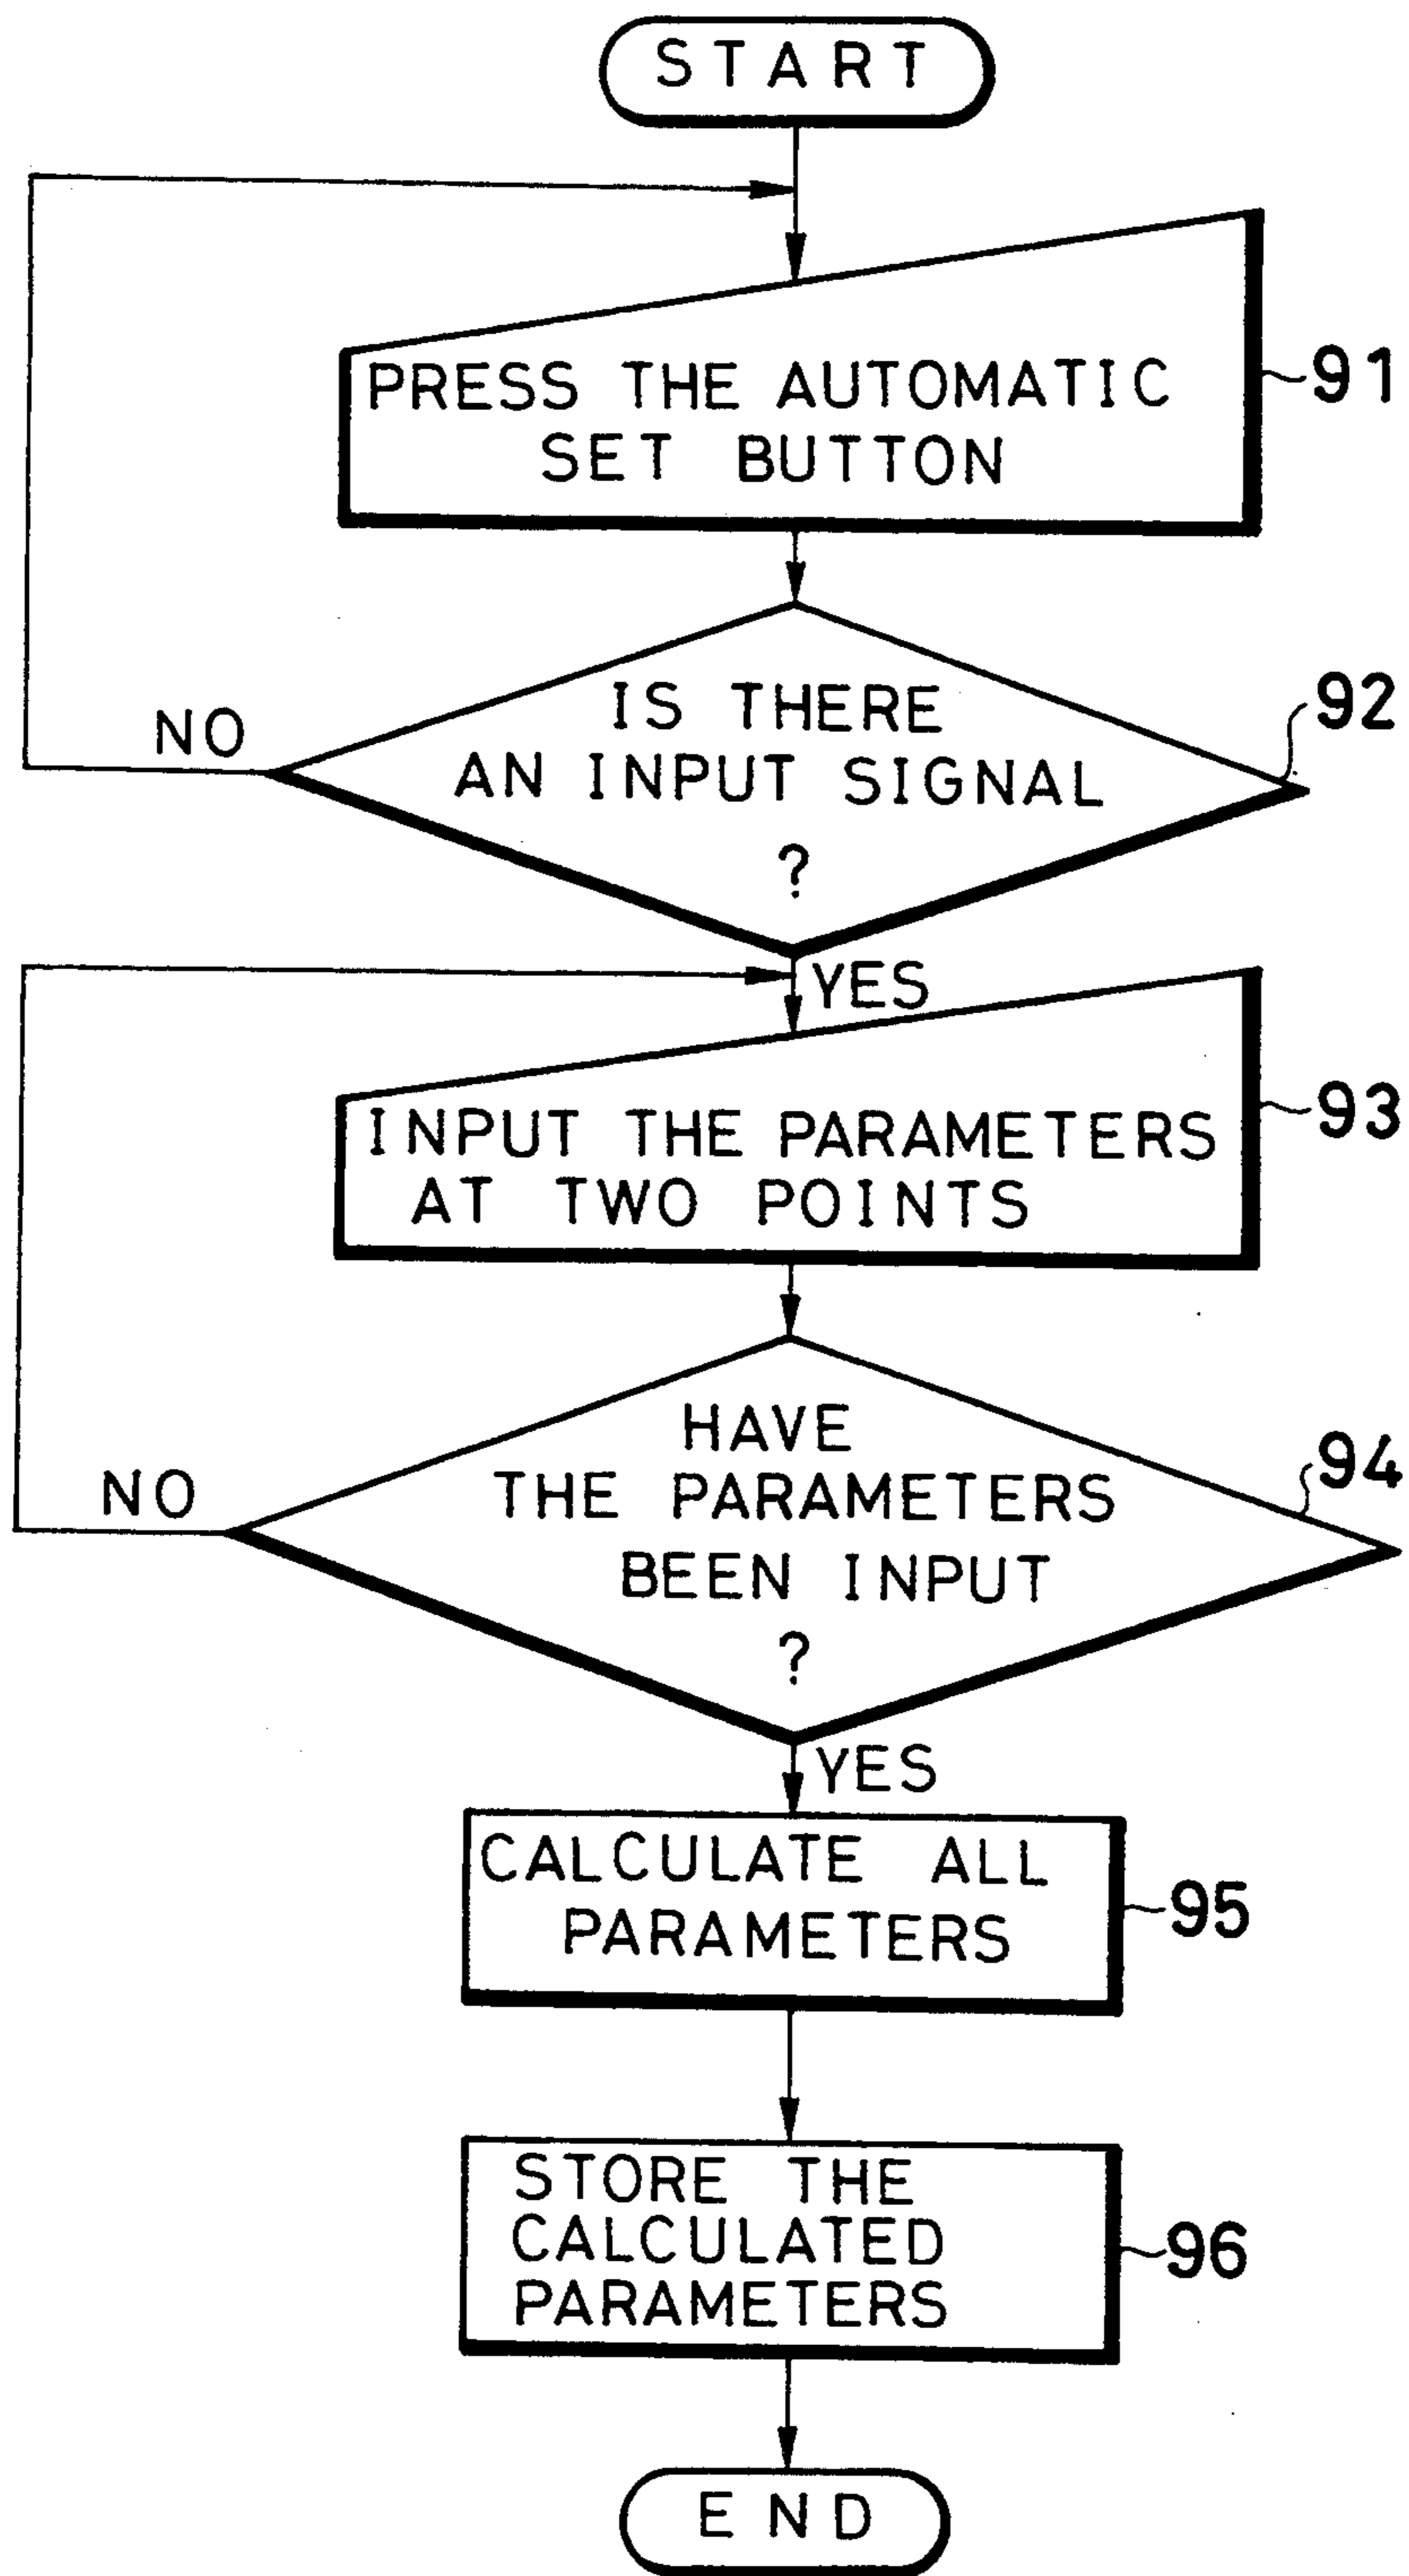 START
PRESS THE AUTOMATIC
SET BUTTON
91
IS THERE
AN INPUT SIGNAL
?
92
NO
YES
INPUT THE PARAMETERS
AT TWO POINTS
93
HAVE
THE PARAMETERS
BEEN INPUT
?
94
NO
YES
CALCULATE ALL
PARAMETERS
95
STORE THE
CALCULATED
PARAMETERS
96
END